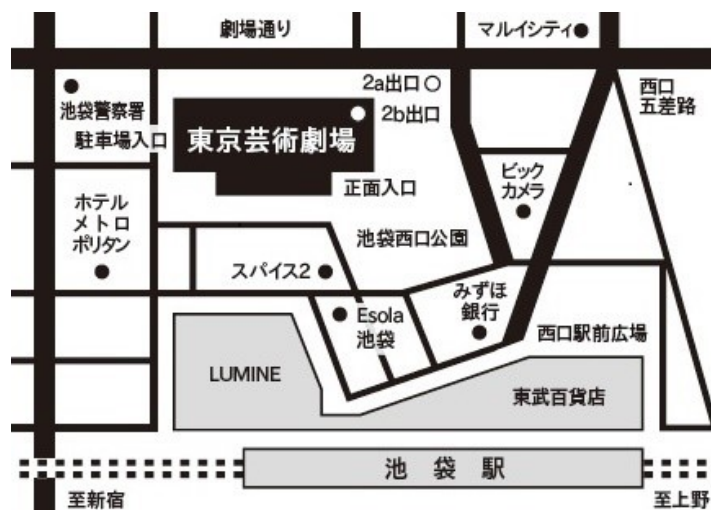 劇場通り
マルイシティ
2a出口
西口
五差路
池袋警察署
2b出口
駐車場入口
東京芸術劇場
正面入口
ビック
カメラ
ホテル
メトロ
ポリタン
池袋西口公園
スパイス2
みずほ
銀行
Esola
池袋
西口駅前広場
LUMINE
東武百貨店
池袋駅
至新宿
至上野